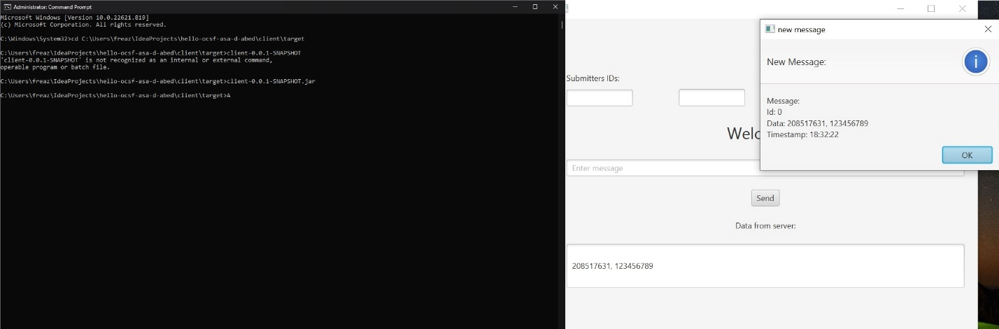 Administrator: Command Prompt
Microsoft Windows [Version 10.0.22621.819]
(c) Microsoft Corporation. All rights reserved.
C:\Windows\System32>cd C:\Users\freaz\IdeaProjects\hello-ocsf-asa-d-abed\client\target
C:\Users\freaz\IdeaProjects\hello-ocsf-asa-d-abed\client\target>client-0.0.1-SNAPSHOT
'client-0.0.1-SNAPSHOT' is not recognized as an internal or external command,
operable program or batch file.
C:\Users\freaz\IdeaProjects\hello-ocsf-asa-d-abed\client\target>client-0.0.1-SNAPSHOT.jar
C:\Users\freaz\IdeaProjects\hello-ocsf-asa-d-abed\client\target>A
Submitters IDs:
Welc
Enter message
Send
Data from server:
208517631, 123456789
new message
New Message:
Message:
Id: 0
Data: 208517631, 123456789
Timestamp: 18:32:22
OK